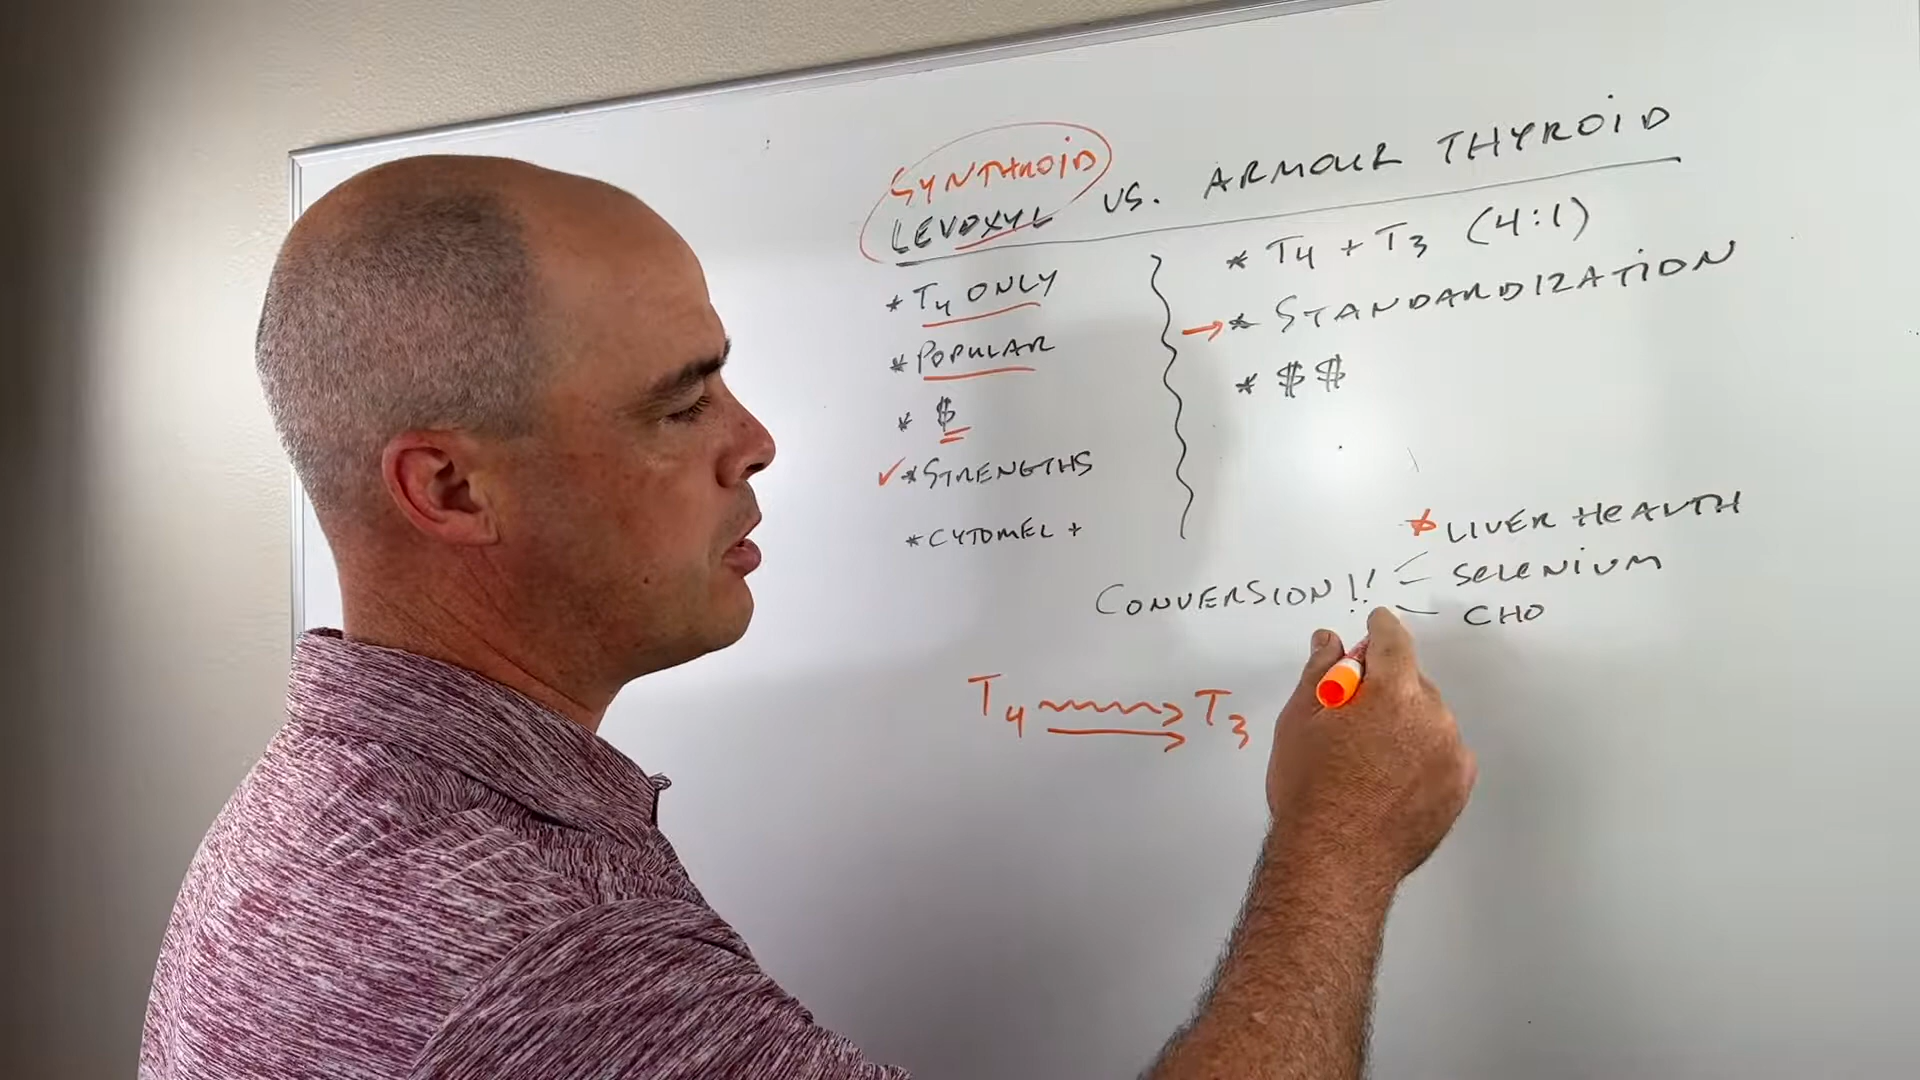 SYNTHROID
LEVOXYL VS. ARMOUR THYROID
* T4 ONLY
* POPULAR
* $
✓ * STRENGTHS
* CYTOMEL +
* T4 + T3 (4:1)
→ * STANDARDIZATION
* $$
CONVERSION!!
* LIVER HEALTH
- SELENIUM
- CHO
T4 → T3